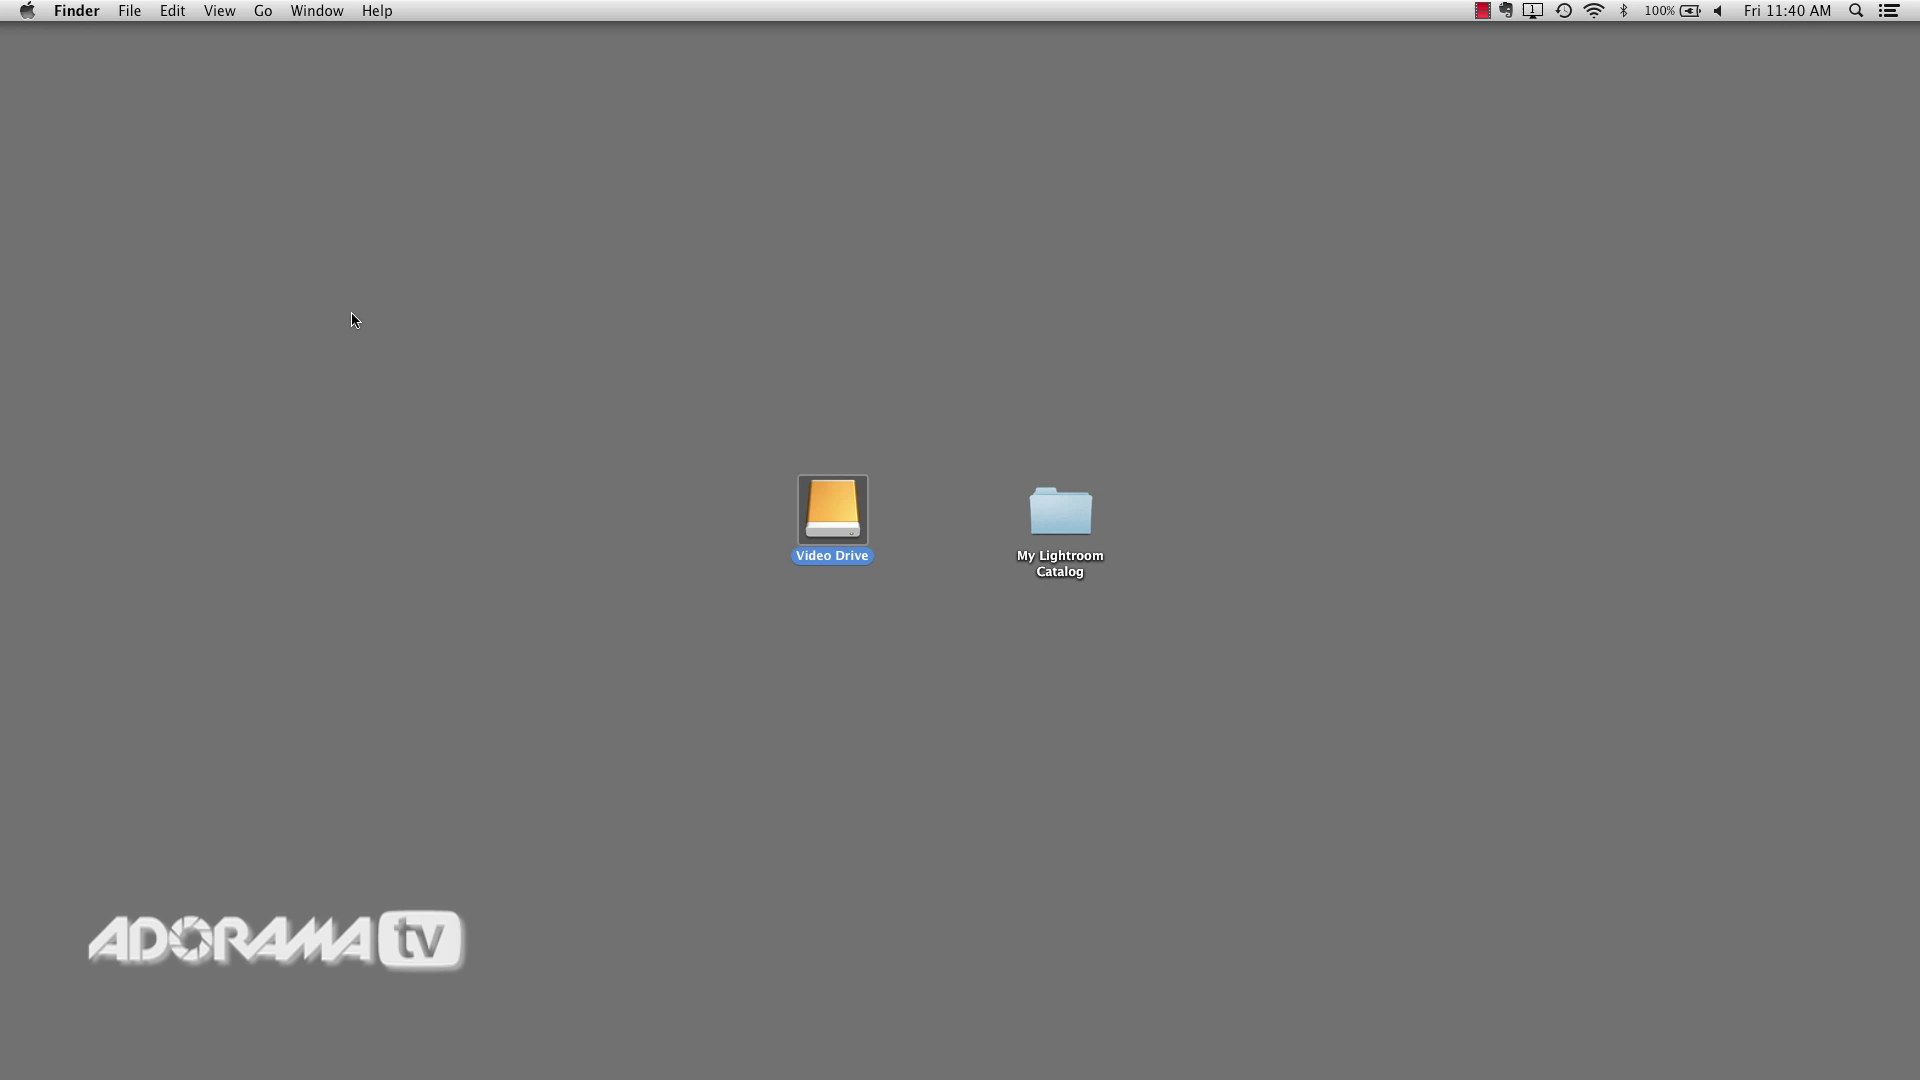 Finder File Edit View Go Window Help
1 100% Fri 11:40 AM
Video Drive
My Lightroom
Catalog
ADORAMA tv